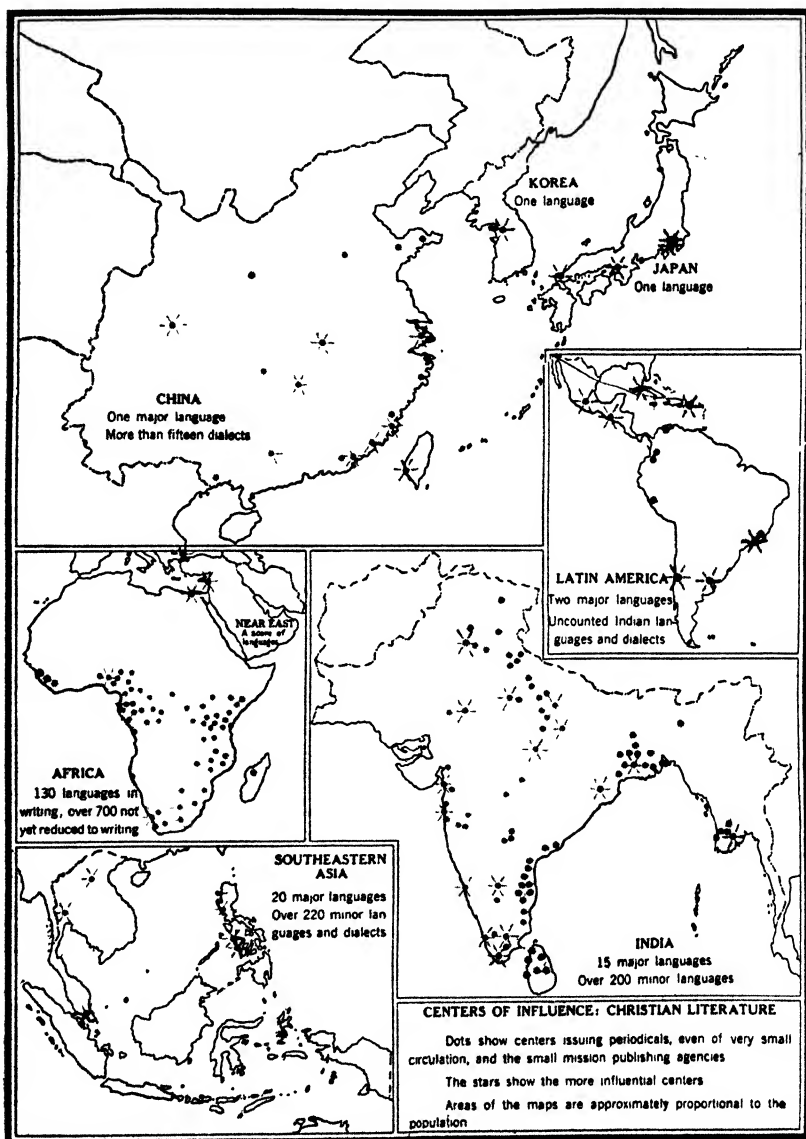 KOREA
One language
JAPAN
One language
CHINA
One major language
More than fifteen dialects
LATIN AMERICA
Two major languages
Uncounted Indian lan
guages and dialects
NEAR EAST
A score of
languages
AFRICA
130 languages in
writing, over 700 not
yet reduced to writing
SOUTHEASTERN
ASIA
20 major languages
Over 220 minor lan
guages and dialects
INDIA
15 major languages
Over 200 minor languages
CENTERS OF INFLUENCE: CHRISTIAN LITERATURE
Dots show centers issuing periodicals, even of very small
circulation, and the small mission publishing agencies
The stars show the more influential centers
Areas of the maps are approximately proportional to the
population